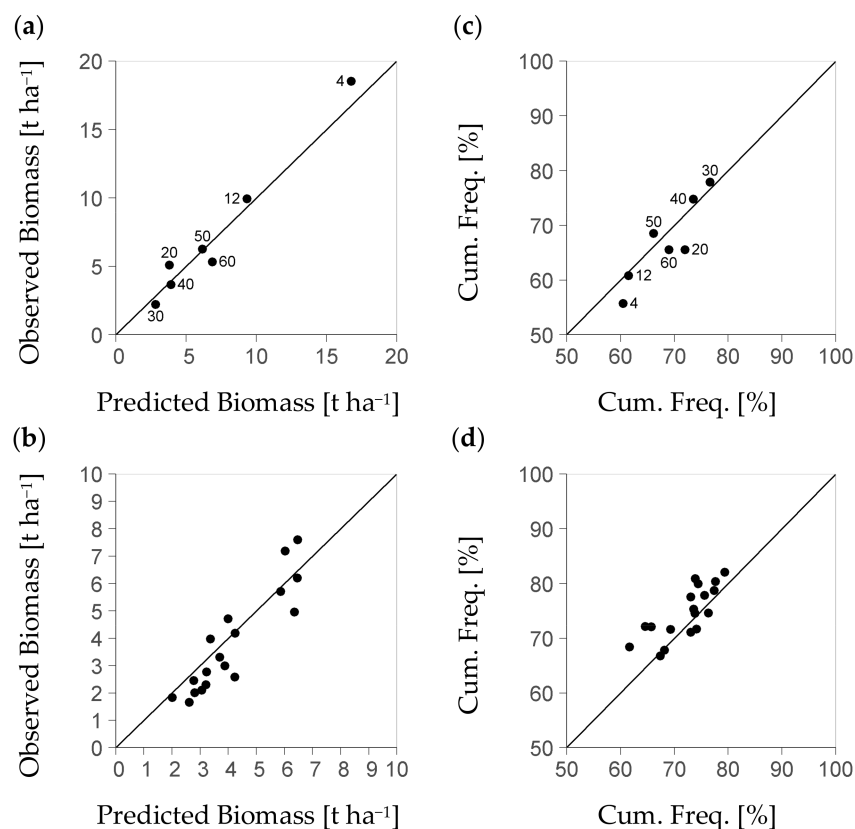 (a)
20
15
10
5
0
Observed Biomass [t ha⁻¹]
4
12
50
20
60
40
30
0 5 10 15 20
Predicted Biomass [t ha⁻¹]
(c)
100
90
80
70
60
50
Cum. Freq. [%]
30
40
50
60
20
12
4
50 60 70 80 90 100
Cum. Freq. [%]
(b)
10
9
8
7
6
5
4
3
2
1
0
Observed Biomass [t ha⁻¹]
0 1 2 3 4 5 6 7 8 9 10
Predicted Biomass [t ha⁻¹]
(d)
100
90
80
70
60
50
Cum. Freq. [%]
50 60 70 80 90 100
Cum. Freq. [%]